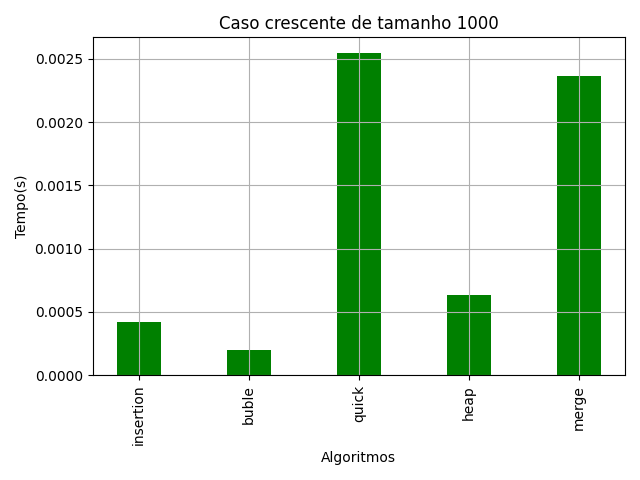 Caso crescente de tamanho 1000
0.0025
0.0020
0.0015
0.0010
0.0005
0.0000
Tempo(s)
insertion
buble
quick
heap
merge
Algoritmos